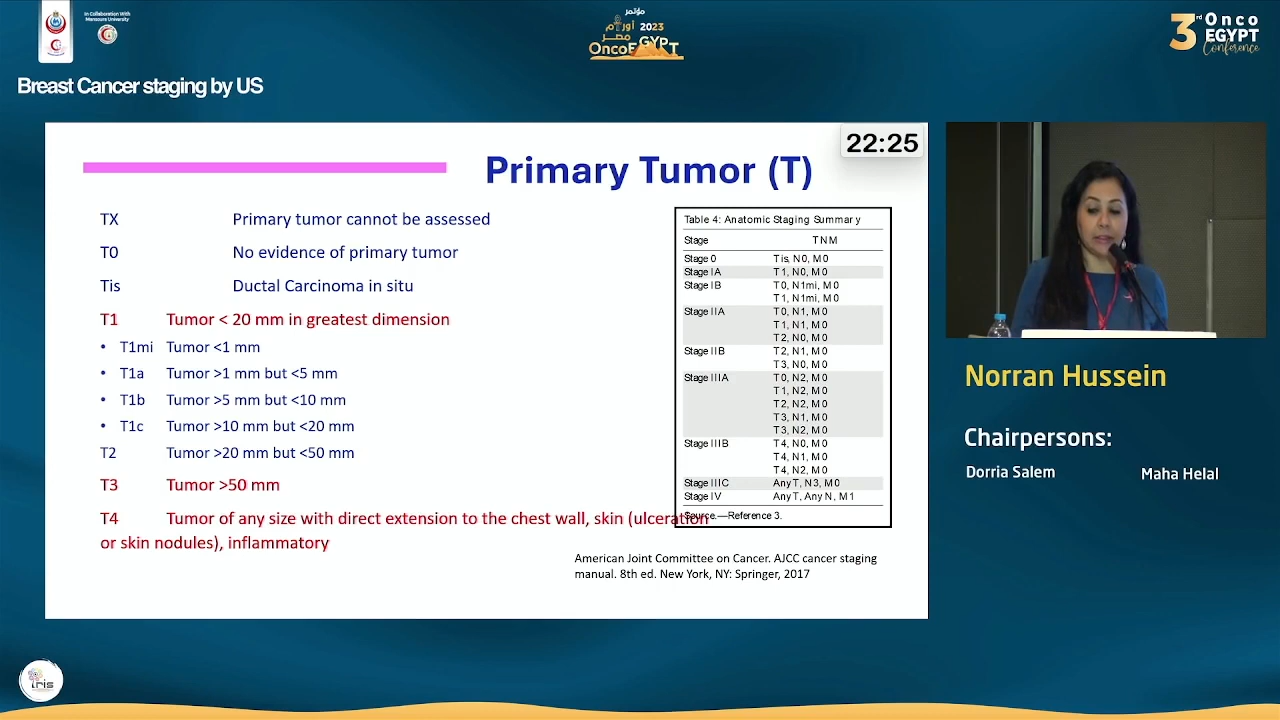 In Collaboration With
Mansoura University
مؤتمر
أورام 2023
مصر
OncoEGYPT
3rd Onco
EGYPT
Conference
Breast Cancer staging by US
22:25
Primary Tumor (T)
TX Primary tumor cannot be assessed
T0 No evidence of primary tumor
Tis Ductal Carcinoma in situ
T1 Tumor < 20 mm in greatest dimension
• T1mi Tumor <1 mm
• T1a Tumor >1 mm but <5 mm
• T1b Tumor >5 mm but <10 mm
• T1c Tumor >10 mm but <20 mm
T2 Tumor >20 mm but <50 mm
T3 Tumor >50 mm
T4 Tumor of any size with direct extension to the chest wall, skin (ulceration
or skin nodules), inflammatory
Table 4: Anatomic Staging Summary
Stage TNM
Stage 0 Tis, N0, M0
Stage IA T1, N0, M0
Stage IB T0, N1mi, M0
T1, N1mi, M0
Stage IIA T0, N1, M0
T1, N1, M0
T2, N0, M0
Stage IIB T2, N1, M0
T3, N0, M0
Stage IIIA T0, N2, M0
T1, N2, M0
T2, N2, M0
T3, N1, M0
T3, N2, M0
Stage IIIB T4, N0, M0
T4, N1, M0
T4, N2, M0
Stage IIIC Any T, N3, M0
Stage IV Any T, Any N, M1
Source.—Reference 3.
American Joint Committee on Cancer. AJCC cancer staging
manual. 8th ed. New York, NY: Springer, 2017
Norran Hussein
Chairpersons:
Dorria Salem Maha Helal
iris